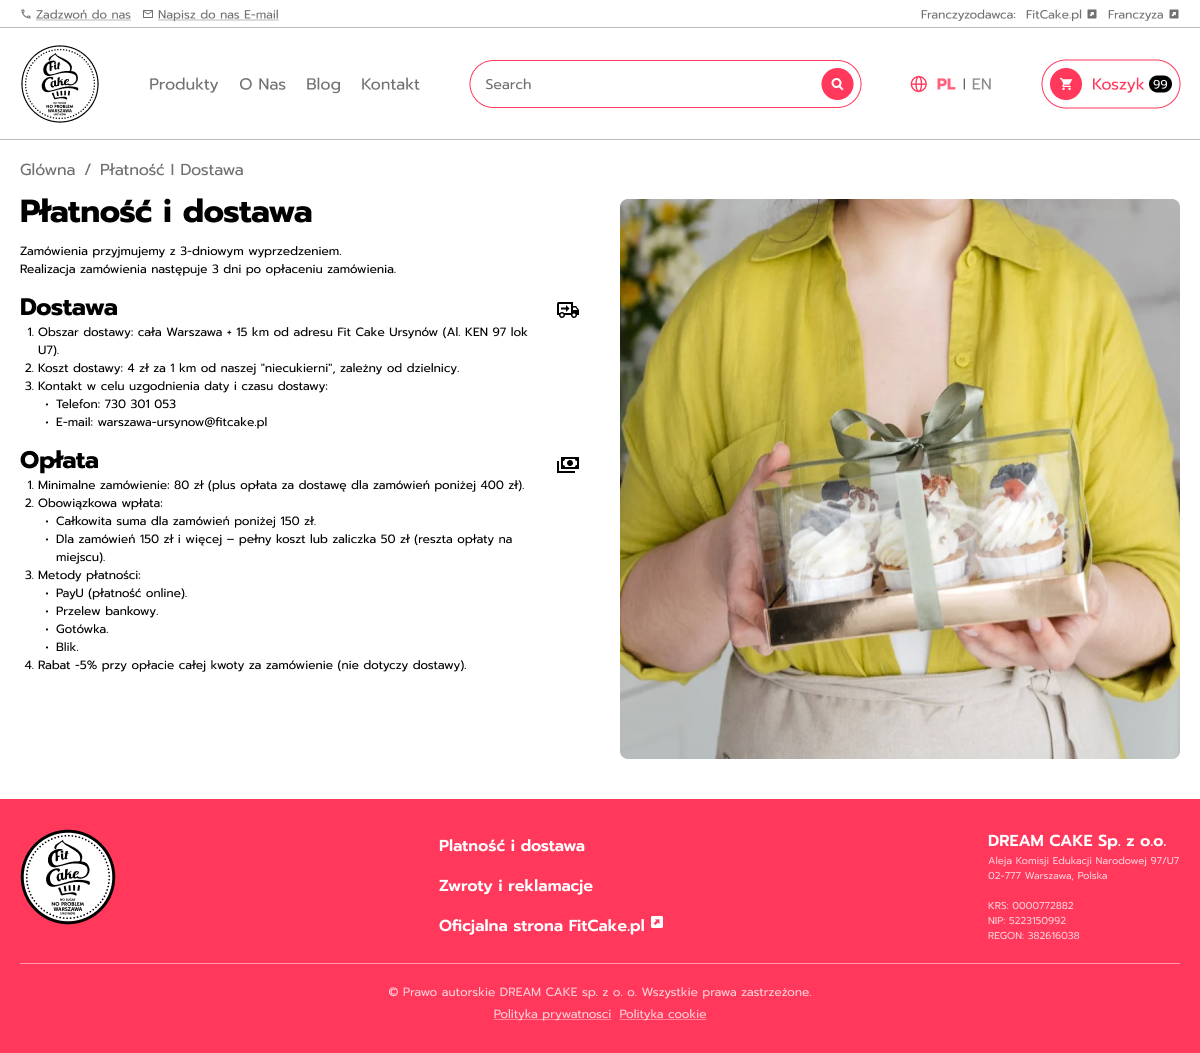 Zadzwoń do nas Napisz do nas E-mail Franczyzodawca: FitCake.pl Franczyza
Fit Cake
NO SUGAR
NO PROBLEM
WARSZAWA
URSYNÓW
Produkty O Nas Blog Kontakt Search PL | EN Koszyk 99
Glówna / Płatność I Dostawa
Płatność i dostawa
Zamówienia przyjmujemy z 3-dniowym wyprzedzeniem.
Realizacja zamówienia następuje 3 dni po opłaceniu zamówienia.
Dostawa
1. Obszar dostawy: cała Warszawa + 15 km od adresu Fit Cake Ursynów (Al. KEN 97 lok
U7).
2. Koszt dostawy: 4 zł za 1 km od naszej "niecukierni", zależny od dzielnicy.
3. Kontakt w celu uzgodnienia daty i czasu dostawy:
• Telefon: 730 301 053
• E-mail: warszawa-ursynow@fitcake.pl
Opłata
1. Minimalne zamówienie: 80 zł (plus opłata za dostawę dla zamówień poniżej 400 zł).
2. Obowiązkowa wpłata:
• Całkowita suma dla zamówień poniżej 150 zł.
• Dla zamówień 150 zł i więcej – pełny koszt lub zaliczka 50 zł (reszta opłaty na
miejscu).
3. Metody płatności:
• PayU (płatność online).
• Przelew bankowy.
• Gotówka.
• Blik.
4. Rabat -5% przy opłacie całej kwoty za zamówienie (nie dotyczy dostawy).
Fit Cake
NO SUGAR
NO PROBLEM
WARSZAWA
URSYNÓW
Platność i dostawa
Zwroty i reklamacje
Oficjalna strona FitCake.pl
DREAM CAKE Sp. z o.o.
Aleja Komisji Edukacji Narodowej 97/U7
02-777 Warszawa, Polska
KRS: 0000772882
NIP: 5223150992
REGON: 382616038
© Prawo autorskie DREAM CAKE sp. z o. o. Wszystkie prawa zastrzeżone.
Polityka prywatnosci Polityka cookie